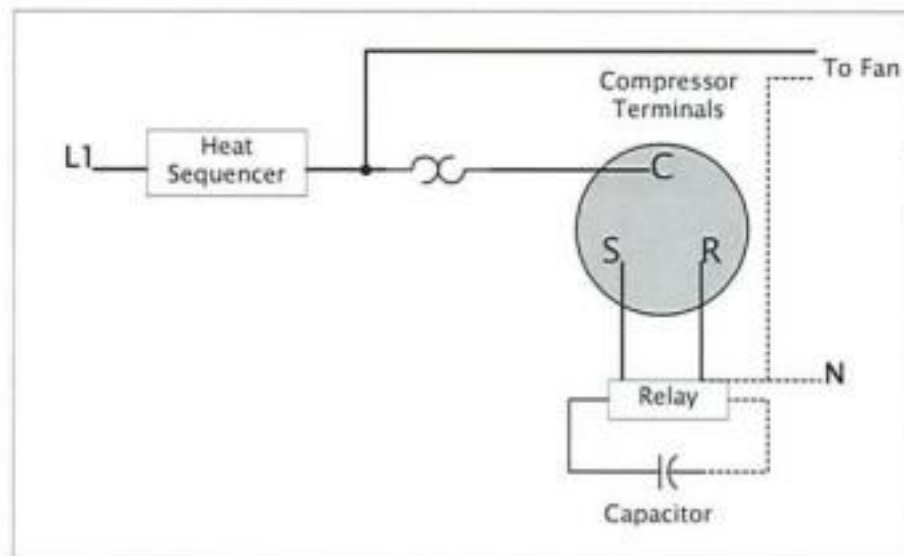 To Fan
Compressor
Terminals
L1
Heat
Sequencer
C
S
R
N
Relay
Capacitor